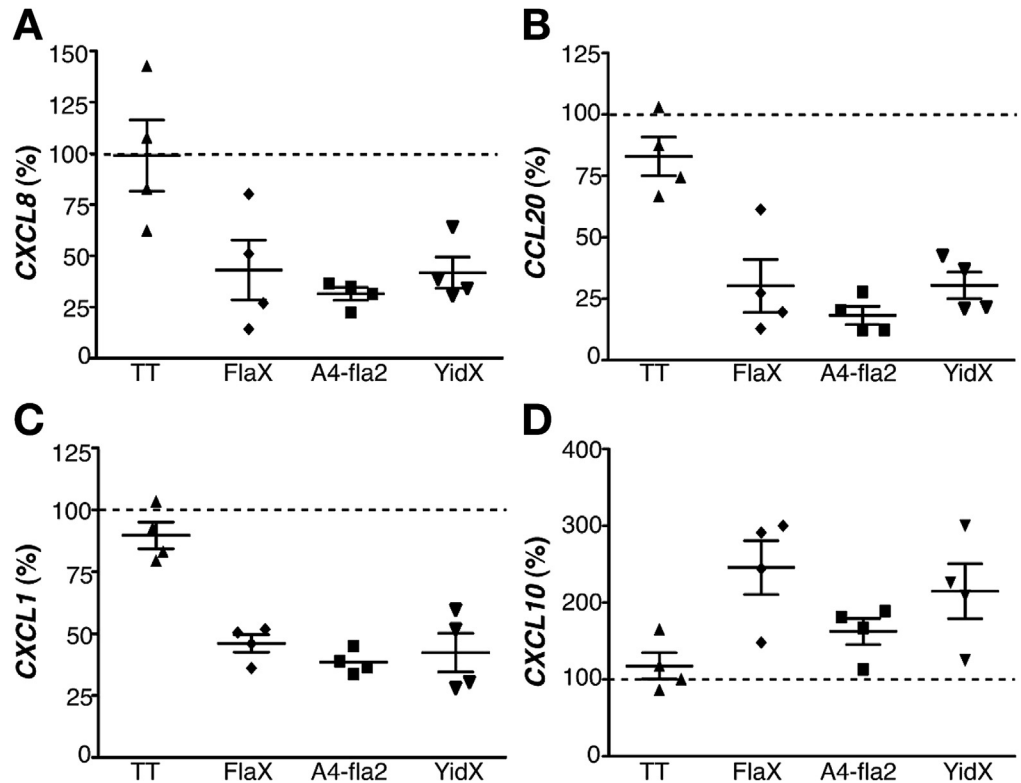 A
CXCL8 (%)
150
125
100
75
50
25
0
TT FlaX A4-fla2 YidX
B
CCL20 (%)
125
100
75
50
25
0
TT FlaX A4-fla2 YidX
C
CXCL1 (%)
125
100
75
50
25
0
TT FlaX A4-fla2 YidX
D
CXCL10 (%)
400
300
200
100
0
TT FlaX A4-fla2 YidX